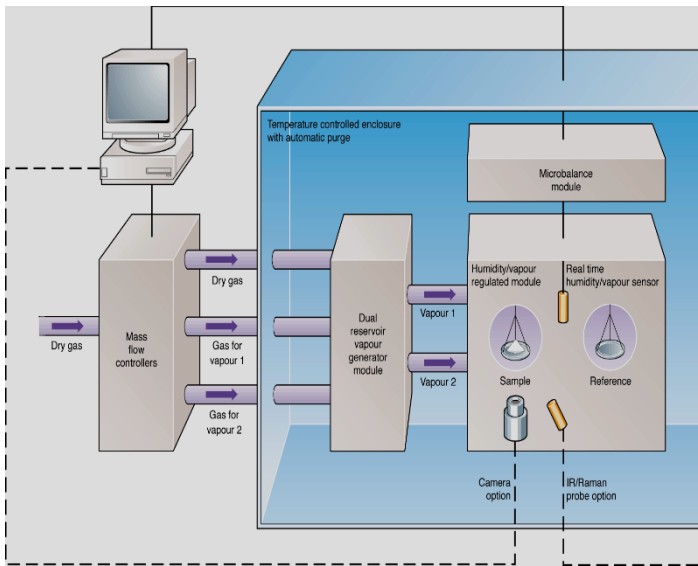 Temperature controlled enclosure
with automatic purge
Microbalance
module
Dry gas
Mass
flow
controllers
Dry gas
Gas for
vapour 1
Gas for
vapour 2
Dual
reservoir
vapour
generator
module
Vapour 1
Vapour 2
Humidity/vapour
regulated module
Real time
humidity/vapour sensor
Sample
Reference
Camera
option
IR/Raman
probe option